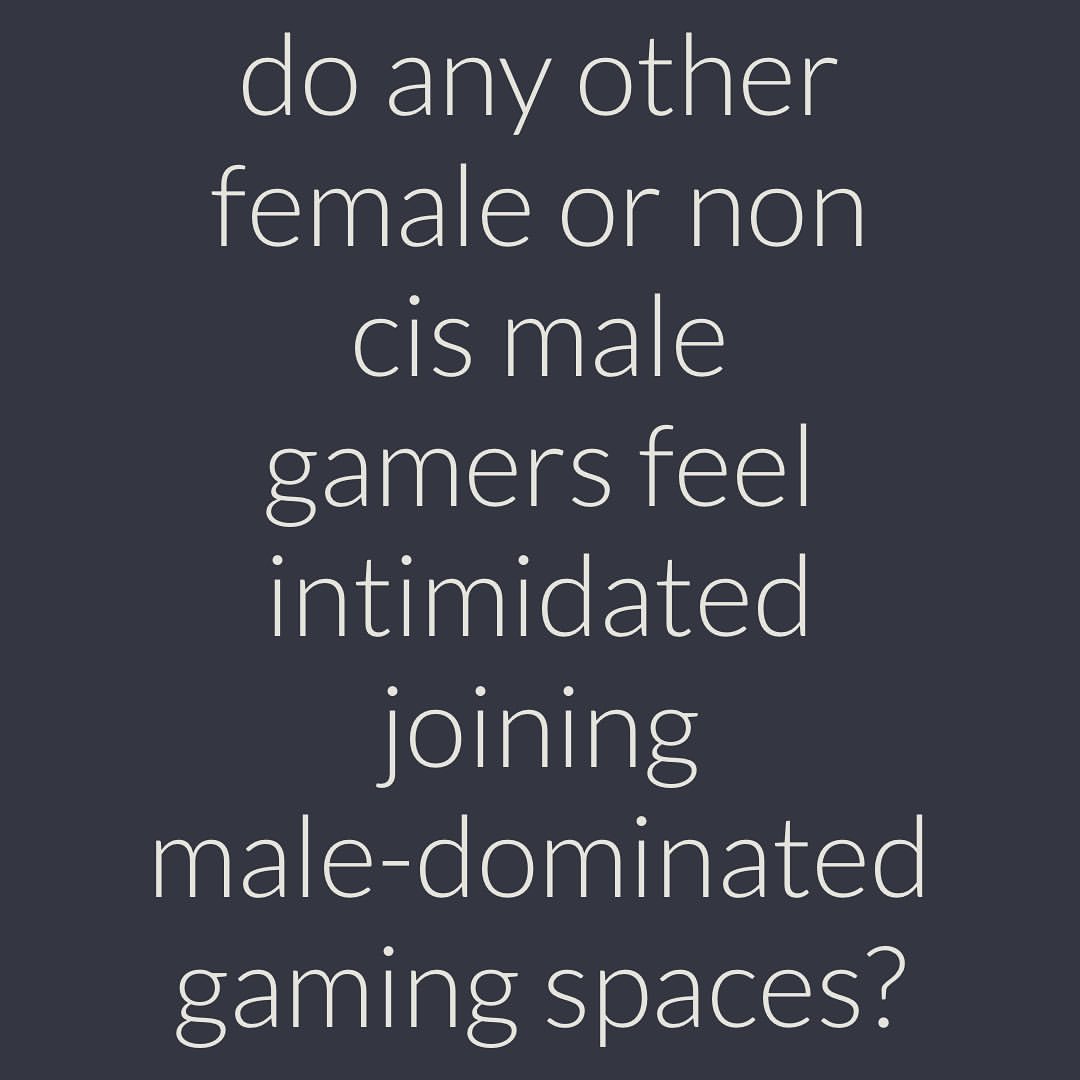 do any other
female or non
cis male
gamers feel
intimidated
joining
male-dominated
gaming spaces?